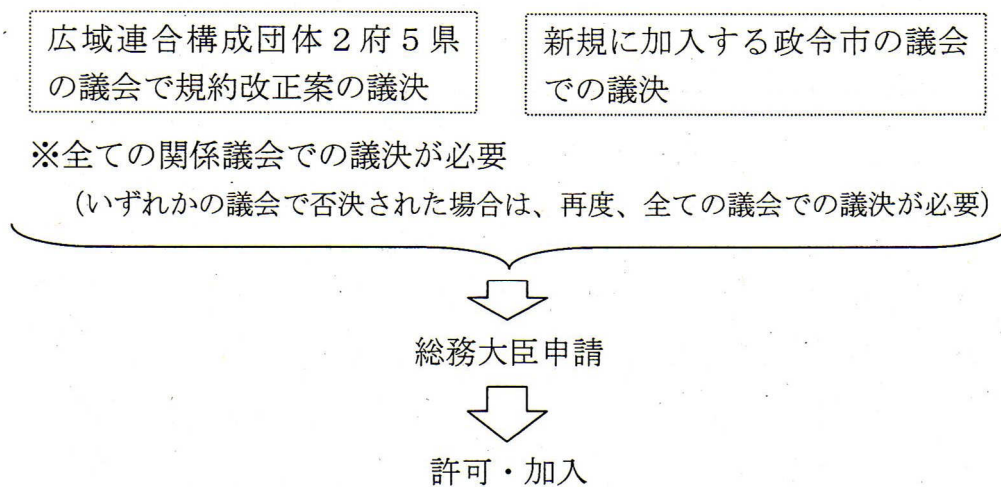 広域連合構成団体２府５県
の議会で規約改正案の議決
新規に加入する政令市の議会
での議決
※全ての関係議会での議決が必要
（いずれかの議会で否決された場合は、再度、全ての議会での議決が必要）
総務大臣申請
許可・加入